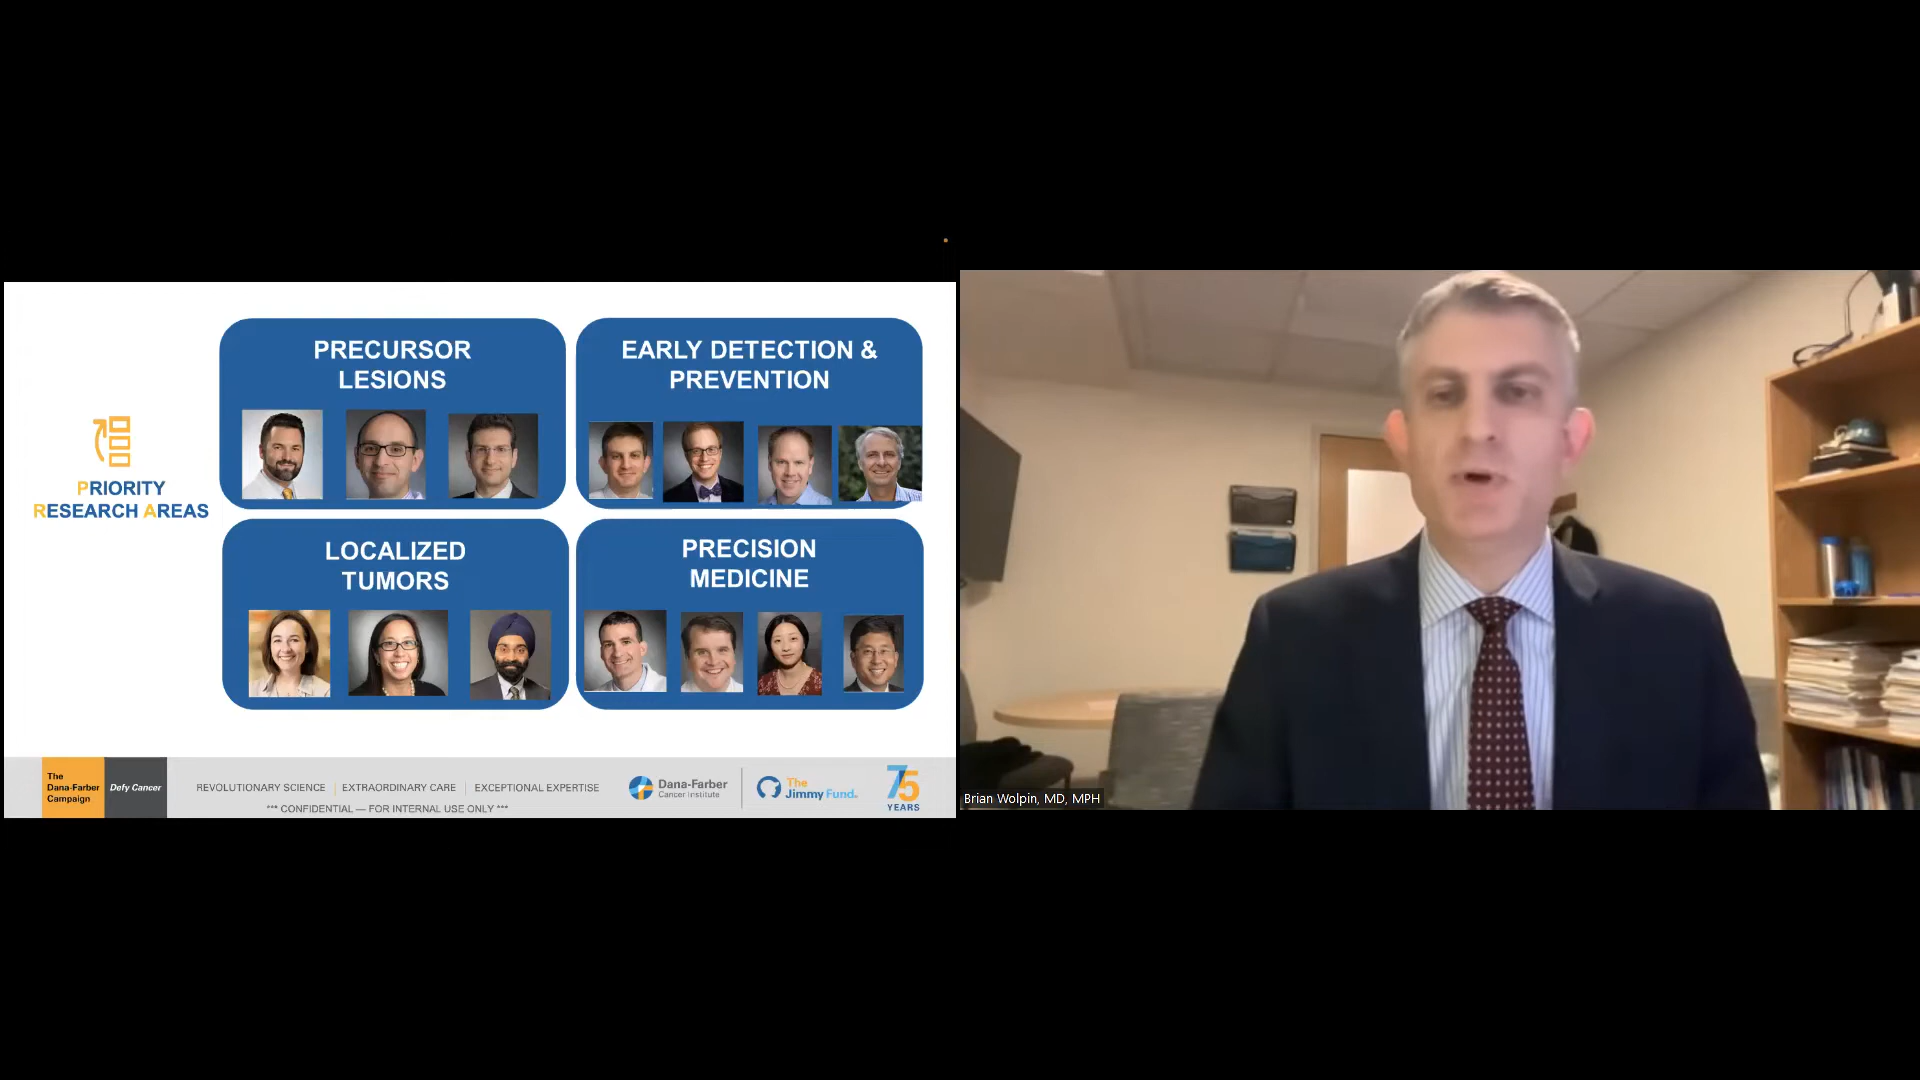 PRECURSOR
LESIONS
EARLY DETECTION &
PREVENTION
PRIORITY
RESEARCH AREAS
LOCALIZED
TUMORS
PRECISION
MEDICINE
The
Dana-Farber
Campaign
Defy Cancer
REVOLUTIONARY SCIENCE
EXTRAORDINARY CARE
EXCEPTIONAL EXPERTISE
*** CONFIDENTIAL — FOR INTERNAL USE ONLY ***
Dana-Farber
Cancer Institute
The
Jimmy Fund.
75
YEARS
Brian Wolpin, MD, MPH